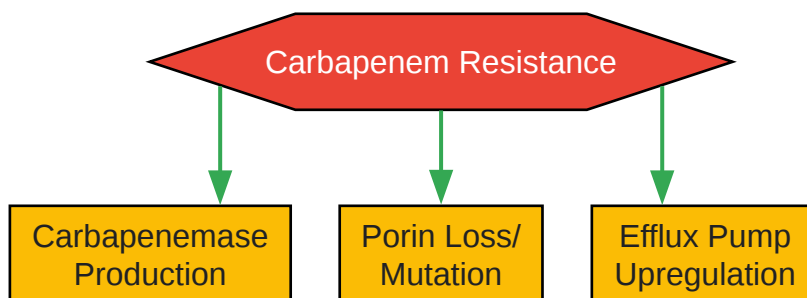 Carbapenem Resistance
Carbapenemase
Production
Porin Loss/
Mutation
Efflux Pump
Upregulation